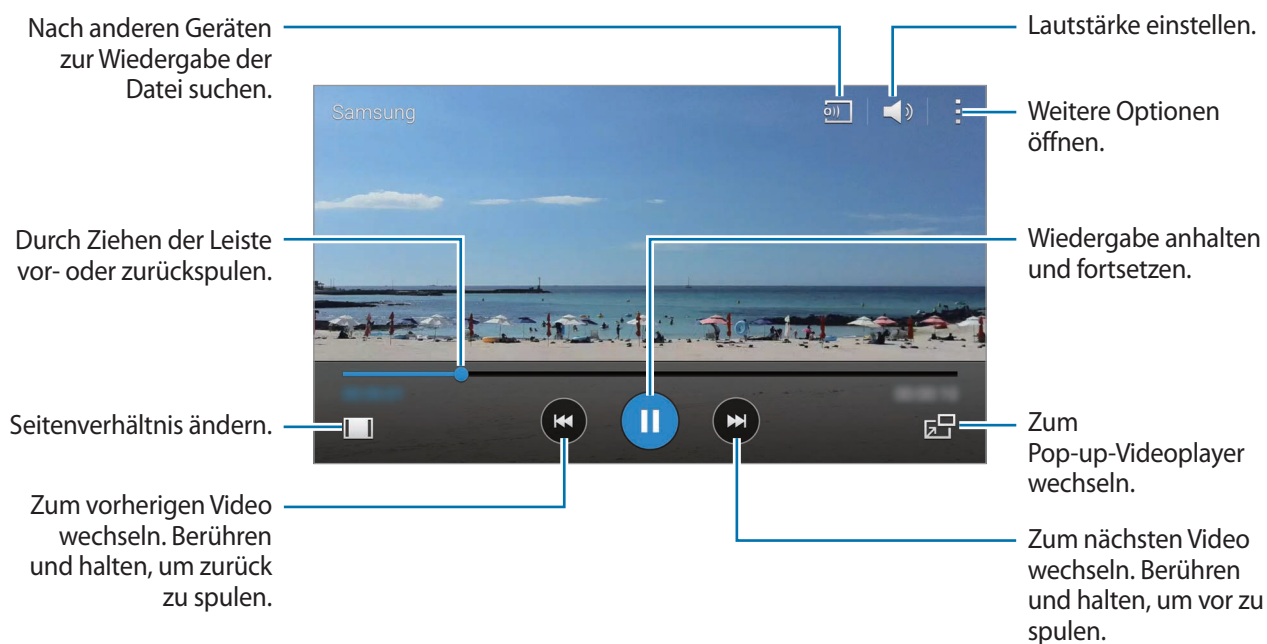 Nach anderen Geräten
zur Wiedergabe der
Datei suchen.
Lautstärke einstellen.
Samsung
Weitere Optionen
öffnen.
Durch Ziehen der Leiste
vor- oder zurückspulen.
Wiedergabe anhalten
und fortsetzen.
Seitenverhältnis ändern.
Zum
Pop-up-Videoplayer
wechseln.
Zum vorherigen Video
wechseln. Berühren
und halten, um zurück
zu spulen.
Zum nächsten Video
wechseln. Berühren
und halten, um vor zu
spulen.